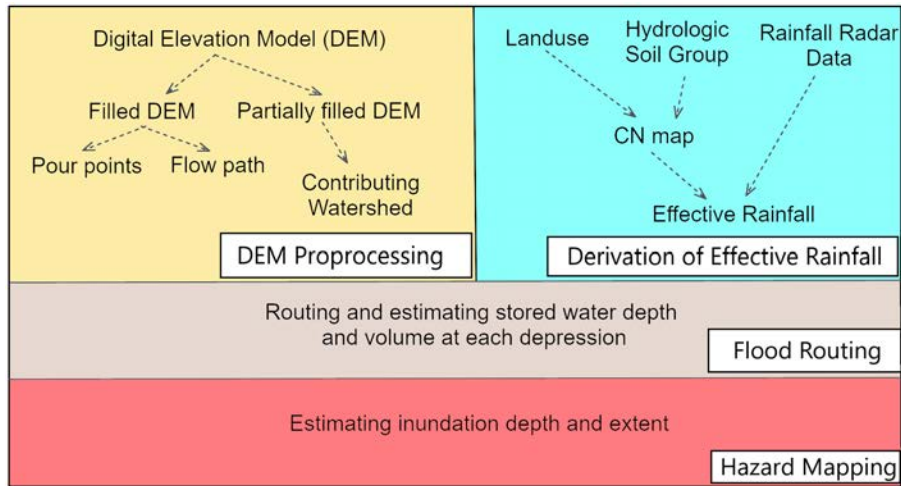 Digital Elevation Model (DEM)
Filled DEM
Partially filled DEM
Pour points
Flow path
Contributing
Watershed
DEM Proprocessing
Landuse
Hydrologic
Soil Group
Rainfall Radar
Data
CN map
Effective Rainfall
Derivation of Effective Rainfall
Routing and estimating stored water depth
and volume at each depression
Flood Routing
Estimating inundation depth and extent
Hazard Mapping